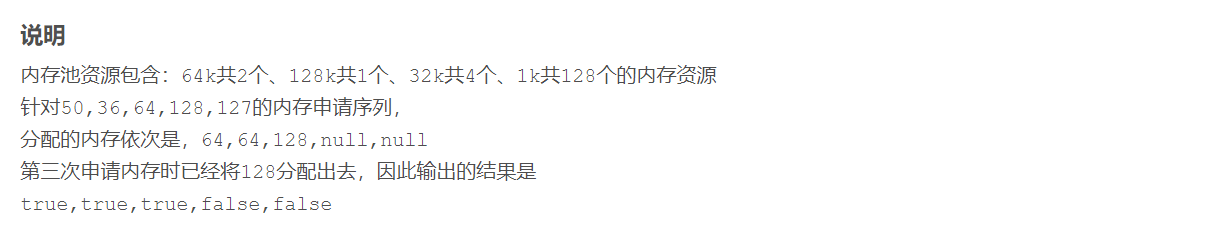 说明
内存池资源包含：64k共2个、128k共1个、32k共4个、1k共128个的内存资源
针对50,36,64,128,127的内存申请序列，
分配的内存依次是，64,64,128,null,null
第三次申请内存时已经将128分配出去，因此输出的结果是
true,true,true,false,false